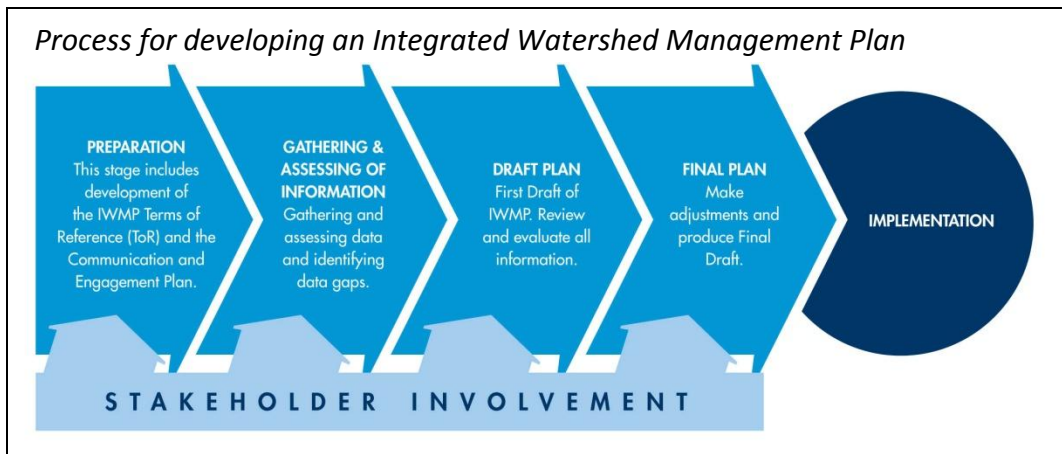 Process for developing an Integrated Watershed Management Plan
PREPARATION
This stage includes
development of
the IWMP Terms of
Reference (ToR) and the
Communication and
Engagement Plan.
GATHERING &
ASSESSING OF
INFORMATION
Gathering and
assessing data
and identifying
data gaps.
DRAFT PLAN
First Draft of
IWMP. Review
and evaluate all
information.
FINAL PLAN
Make
adjustments and
produce Final
Draft.
IMPLEMENTATION
STAKEHOLDER INVOLVEMENT